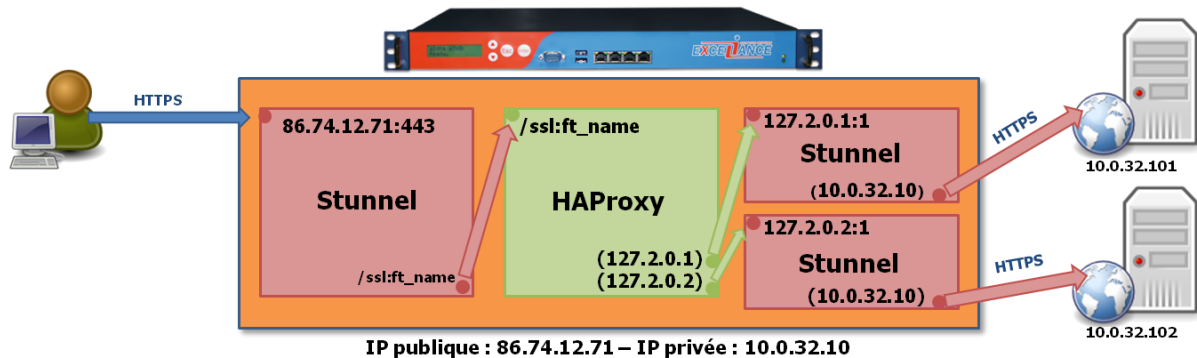 EXCELIANCE
HTTPS
86.74.12.71:443
Stunnel
/ssl:ft_name
/ssl:ft_name
HAProxy
(127.2.0.1)
(127.2.0.2)
127.2.0.1:1
Stunnel
(10.0.32.10)
127.2.0.2:1
Stunnel
(10.0.32.10)
HTTPS
10.0.32.101
HTTPS
10.0.32.102
IP publique : 86.74.12.71 – IP privée : 10.0.32.10